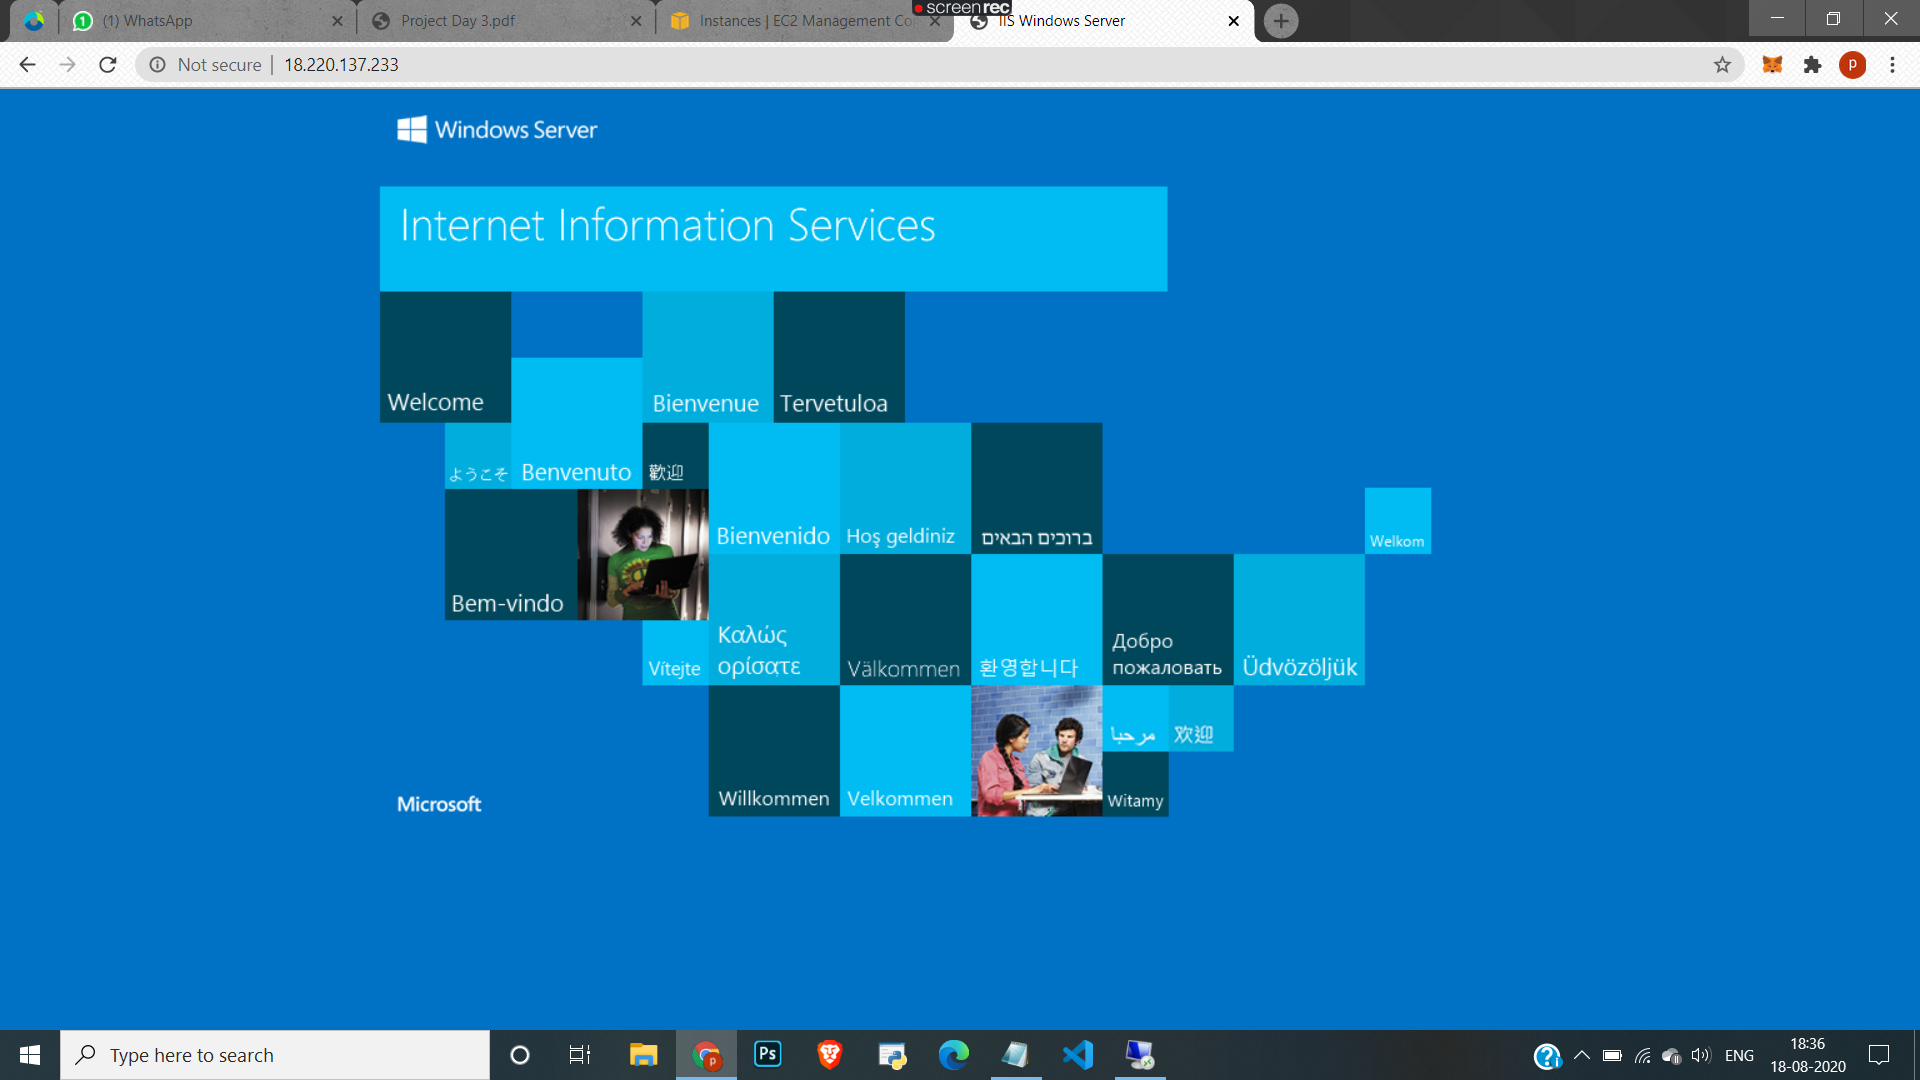 (1) WhatsApp
Project Day 3.pdf
Instances | EC2 Management Co
screenrec
IIS Windows Server
Not secure
18.220.137.233
P
Windows Server
Internet Information Services
Welcome
Bienvenue
Tervetuloa
ようこそ
Benvenuto
歡迎
Bienvenido
Hoş geldiniz
ברוכים הבאים
Welkom
Bem-vindo
Vítejte
Καλώς
ορίσατε
Välkommen
환영합니다
Добро
пожаловать
Üdvözöljük
Willkommen
Velkommen
مرحبا
欢迎
Witamy
Microsoft
Type here to search
Ps
ENG
18:36
18-08-2020